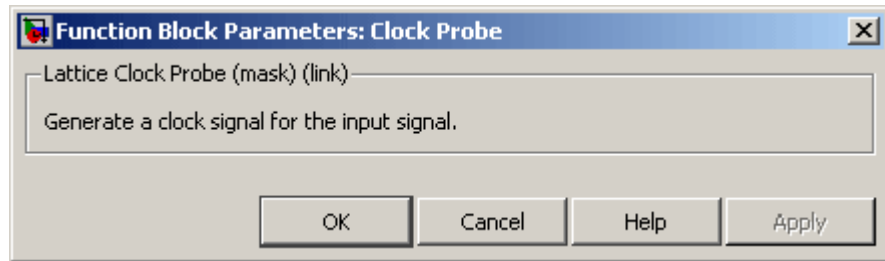 Function Block Parameters: Clock Probe
Lattice Clock Probe (mask) (link)
Generate a clock signal for the input signal.
OK Cancel Help Apply